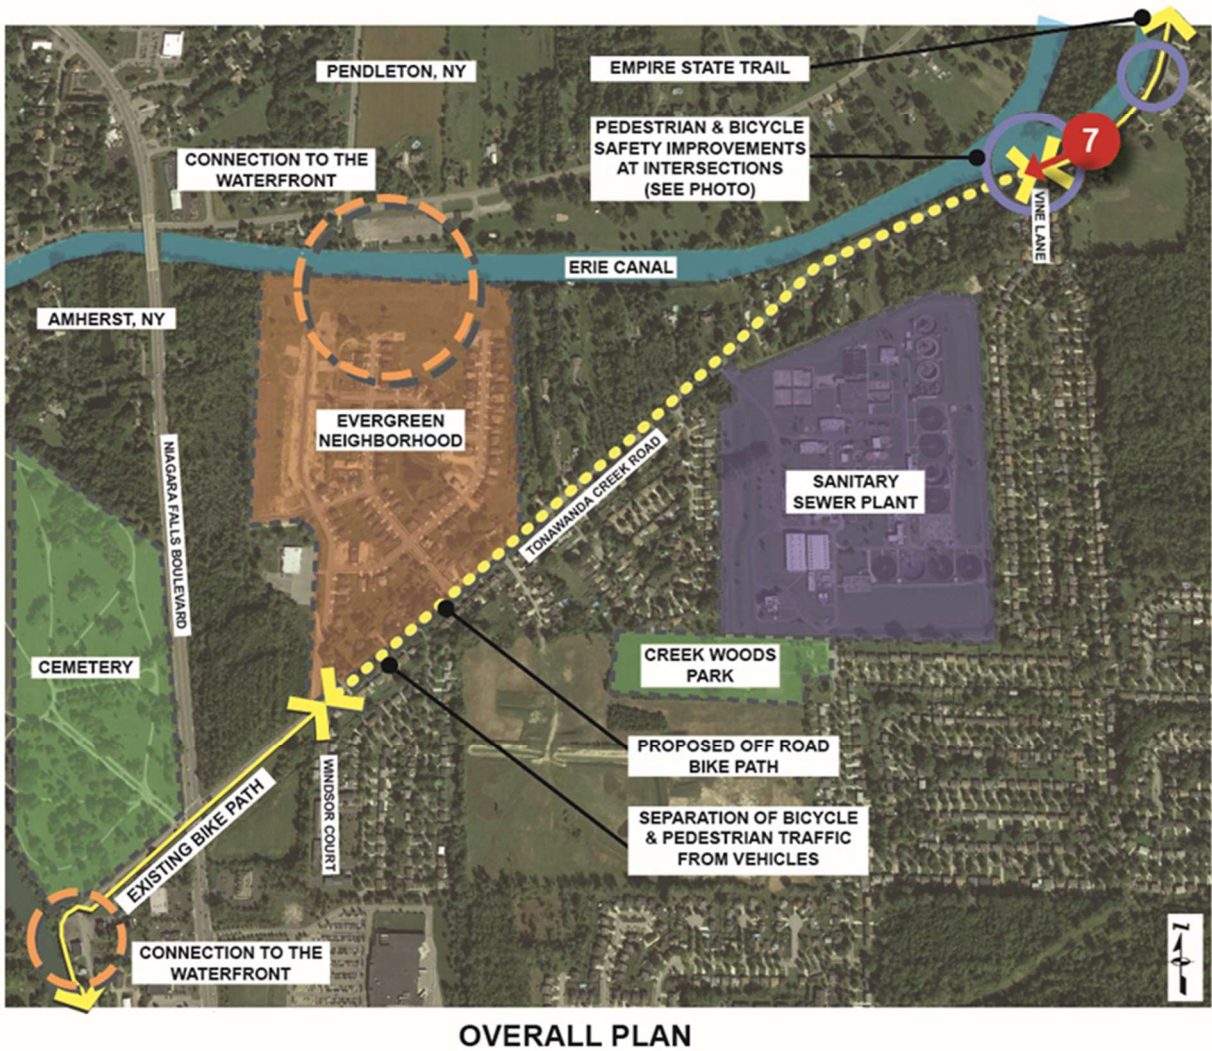 EMPIRE STATE TRAIL
PENDLETON, NY
PEDESTRIAN & BICYCLE
SAFETY IMPROVEMENTS
AT INTERSECTIONS
(SEE PHOTO)
7
CONNECTION TO THE
WATERFRONT
VINE LANE
ERIE CANAL
AMHERST, NY
EVERGREEN
NEIGHBORHOOD
NIAGARA FALLS BOULEVARD
TONAWANDA CREEK ROAD
SANITARY
SEWER PLANT
CEMETERY
CREEK WOODS
PARK
PROPOSED OFF ROAD
BIKE PATH
WINDSOR COURT
EXISTING BIKE PATH
SEPARATION OF BICYCLE
& PEDESTRIAN TRAFFIC
FROM VEHICLES
CONNECTION TO THE
WATERFRONT
N
OVERALL PLAN